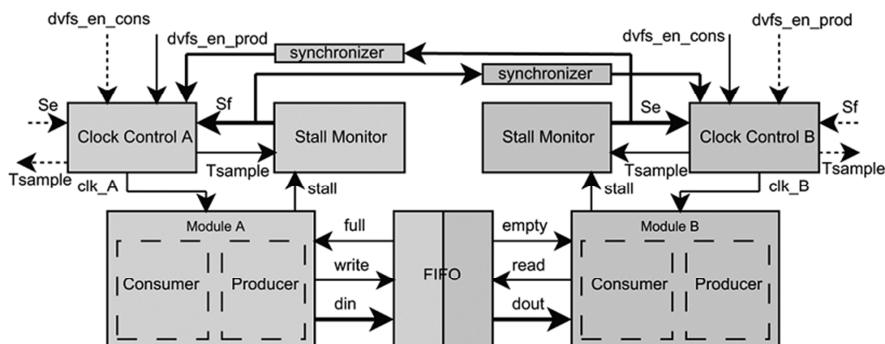 dvfs_en_cons
dvfs_en_prod
synchronizer
dvfs_en_cons
dvfs_en_prod
synchronizer
Se
Sf
Se
Sf
Clock Control A
Stall Monitor
Stall Monitor
Clock Control B
Tsample
Tsample
Tsample
Tsample
clk_A
stall
stall
clk_B
Module A
full
empty
Module B
Consumer
Producer
write
FIFO
read
Consumer
Producer
din
dout